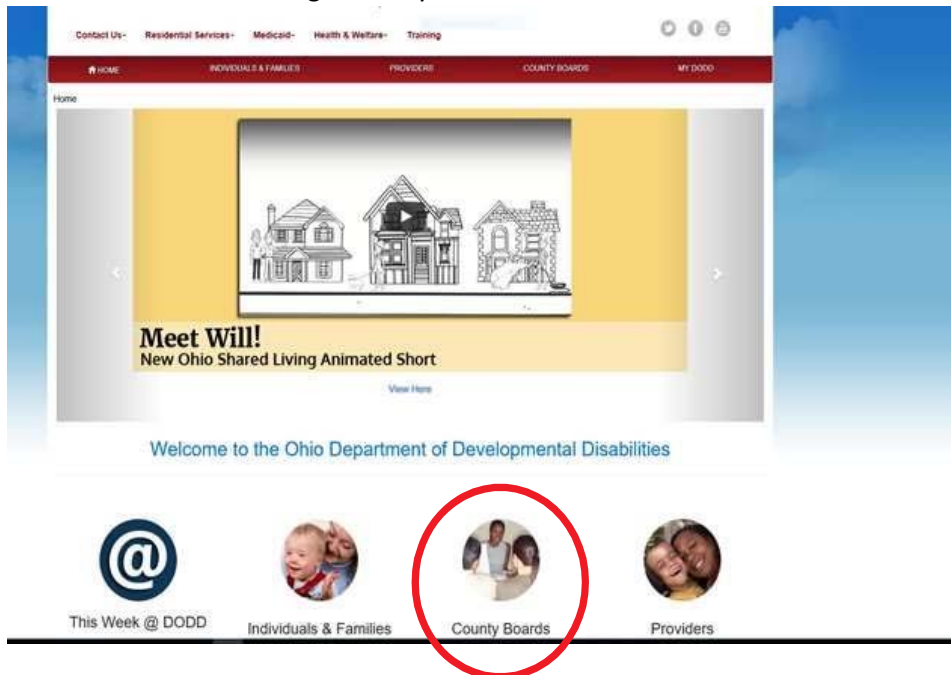 Contact Us- Residential Services- Medicaid- Health & Welfare- Training
HOME INDIVIDUALS & FAMILIES PROVIDERS COUNTY BOARDS MY DODD
Home
Meet Will!
New Ohio Shared Living Animated Short
View Here
Welcome to the Ohio Department of Developmental Disabilities
@
This Week @ DODD Individuals & Families County Boards Providers